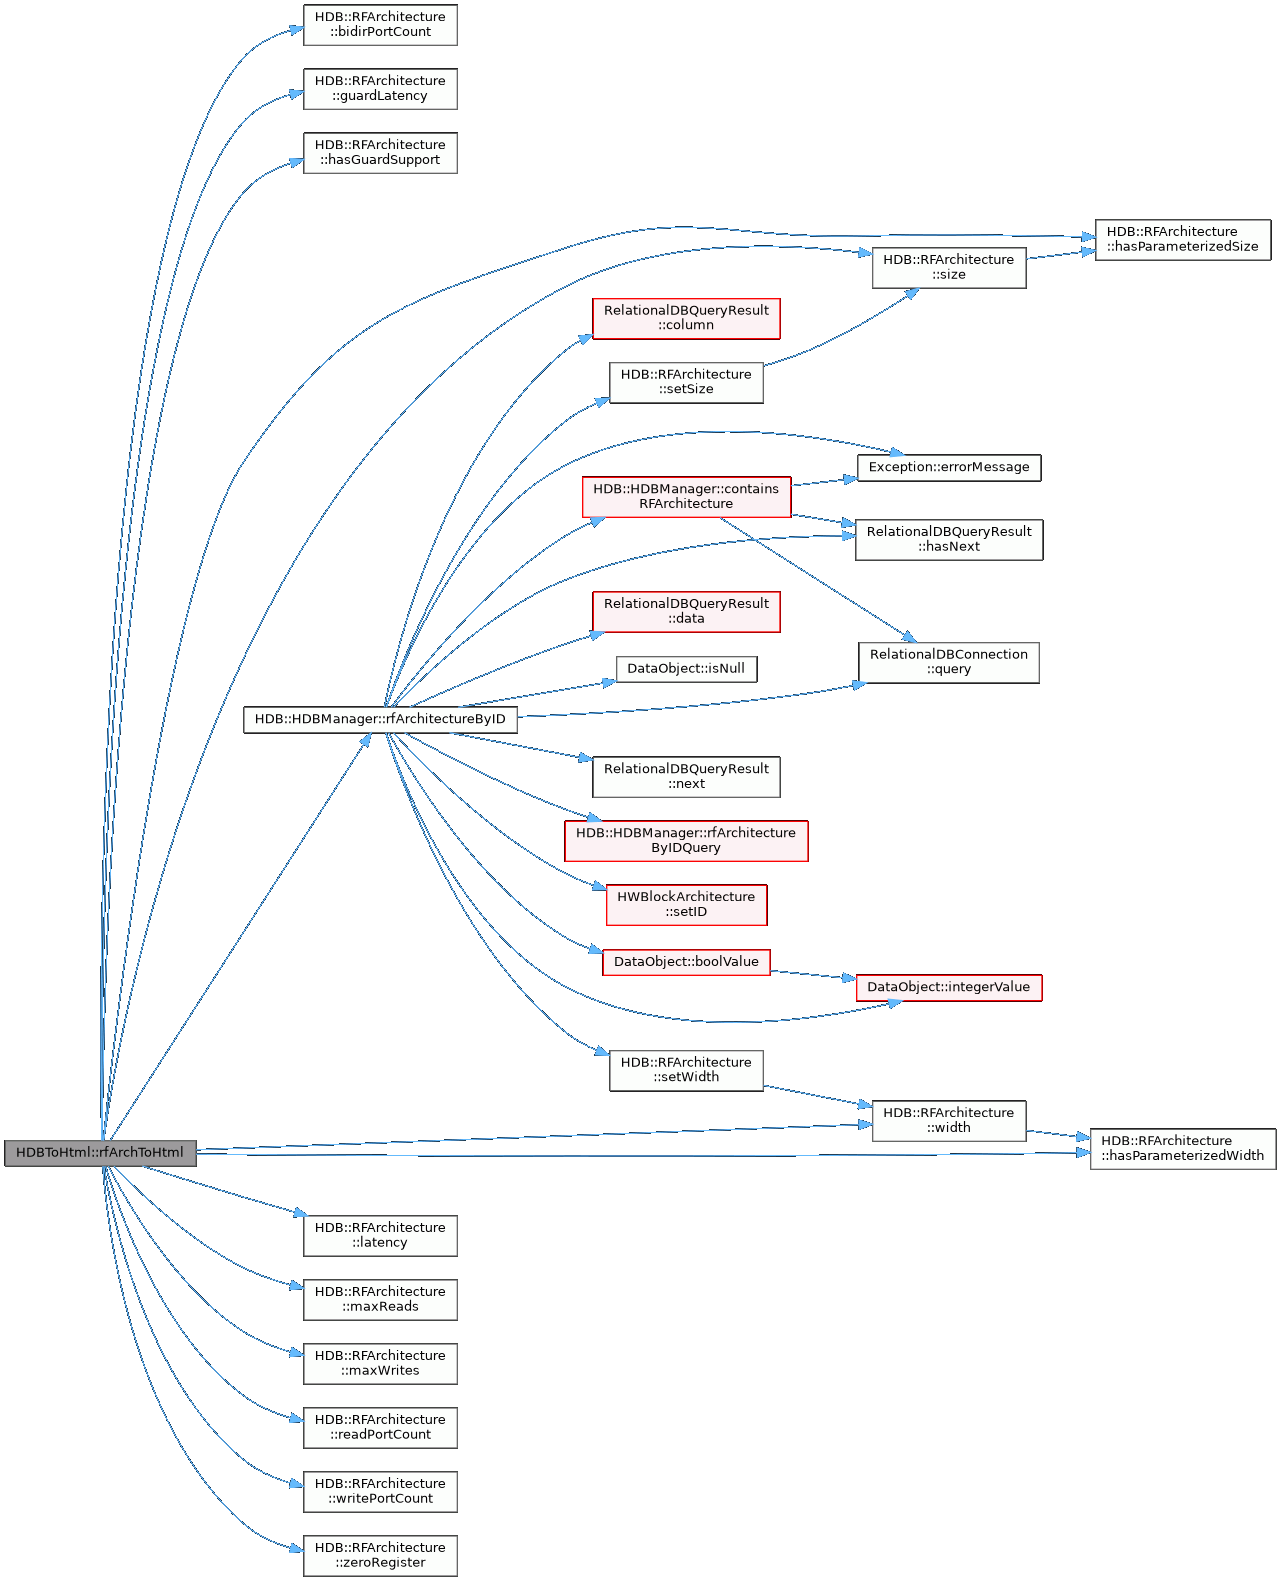 HDB::RFArchitecture
::bidirPortCount
HDB::RFArchitecture
::guardLatency
HDB::RFArchitecture
::hasGuardSupport
HDB::RFArchitecture
::hasParameterizedSize
HDB::RFArchitecture
::size
RelationalDBQueryResult
::column
HDB::RFArchitecture
::setSize
Exception::errorMessage
HDB::HDBManager::contains
RFArchitecture
RelationalDBQueryResult
::hasNext
RelationalDBQueryResult
::data
RelationalDBConnection
::query
DataObject::isNull
HDB::HDBManager::rfArchitectureByID
RelationalDBQueryResult
::next
HDB::HDBManager::rfArchitecture
ByIDQuery
HWBlockArchitecture
::setID
DataObject::boolValue
DataObject::integerValue
HDB::RFArchitecture
::setWidth
HDB::RFArchitecture
::width
HDB::RFArchitecture
::hasParameterizedWidth
HDBToHtml::rfArchToHtml
HDB::RFArchitecture
::latency
HDB::RFArchitecture
::maxReads
HDB::RFArchitecture
::maxWrites
HDB::RFArchitecture
::readPortCount
HDB::RFArchitecture
::writePortCount
HDB::RFArchitecture
::zeroRegister